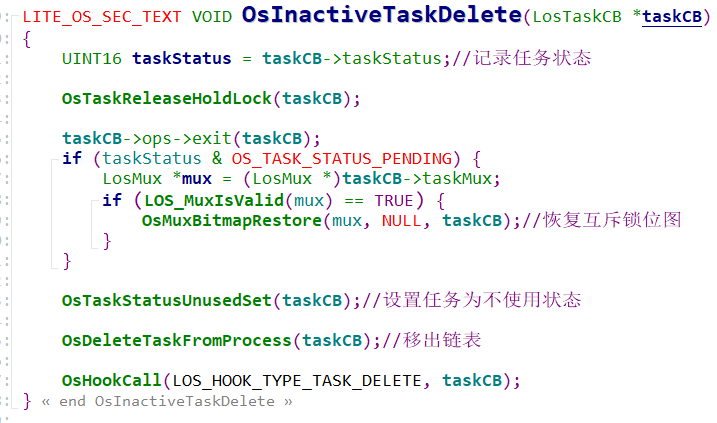 LITE_OS_SEC_TEXT VOID OsInactiveTaskDelete(LosTaskCB *taskCB)
{
    UINT16 taskStatus = taskCB->taskStatus;//记录任务状态

    OsTaskReleaseHoldLock(taskCB);

    taskCB->ops->exit(taskCB);
    if (taskStatus & OS_TASK_STATUS_PENDING) {
        LosMux *mux = (LosMux *)taskCB->taskMux;
        if (LOS_MuxIsValid(mux) == TRUE) {
            OsMuxBitmapRestore(mux, NULL, taskCB);//恢复互斥锁位图
        }
    }

    OsTaskStatusUnusedSet(taskCB);//设置任务为不使用状态

    OsDeleteTaskFromProcess(taskCB);//移出链表

    OsHookCall(LOS_HOOK_TYPE_TASK_DELETE, taskCB);
} « end OsInactiveTaskDelete »